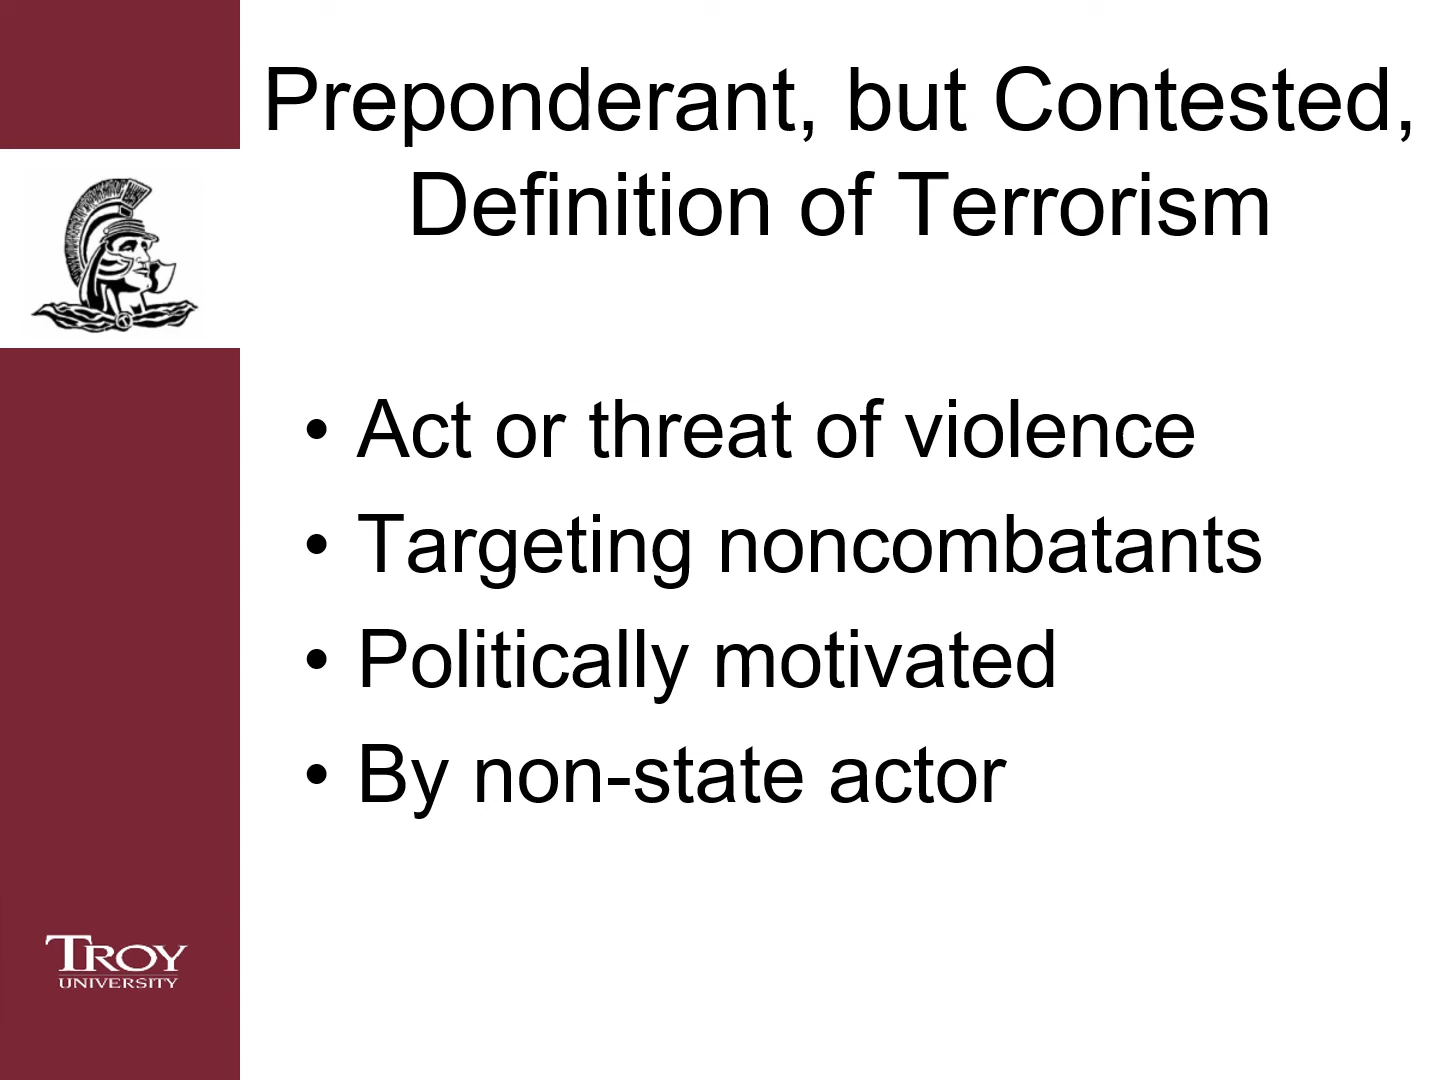 Preponderant, but Contested,
Definition of Terrorism
• Act or threat of violence
• Targeting noncombatants
• Politically motivated
• By non-state actor
TROY
UNIVERSITY